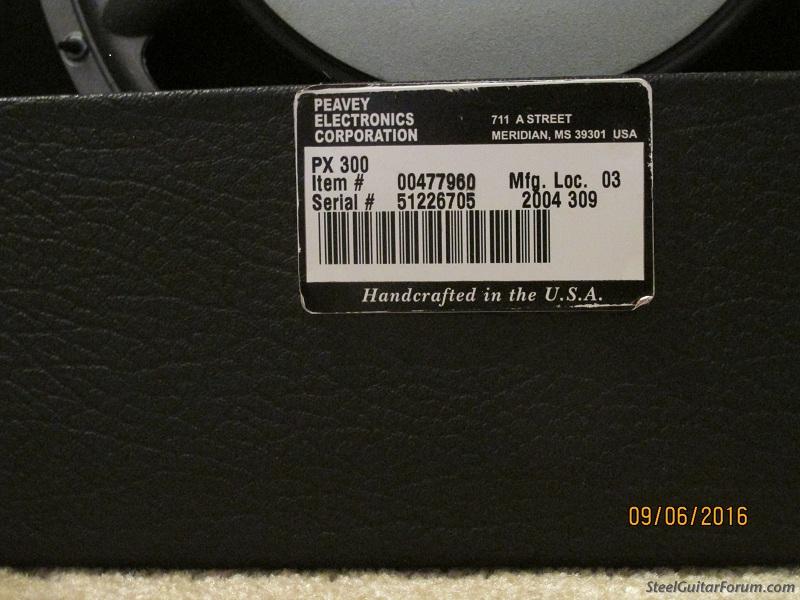 PEAVEY
ELECTRONICS
CORPORATION
711 A STREET
MERIDIAN, MS 39301 USA
PX 300
Item # 00477960 Mfg. Loc. 03
Serial # 51226705 2004 309
Handcrafted in the U.S.A.
09/06/2016
SteelGuitarForum.com